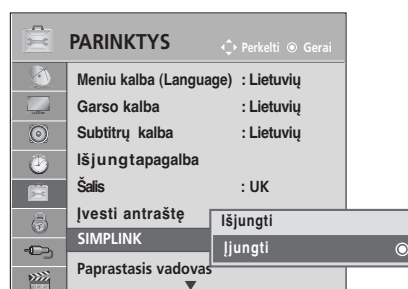 PARINKTYS Perkelti Gerai
Meniu kalba (Language) : Lietuvių
Garso kalba : Lietuvių
Subtitrų kalba : Lietuvių
Išjungtapagalba
Šalis : UK
Įvesti antraštę
Išjungti
SIMPLINK
Įjungti
Paprastasis vadovas